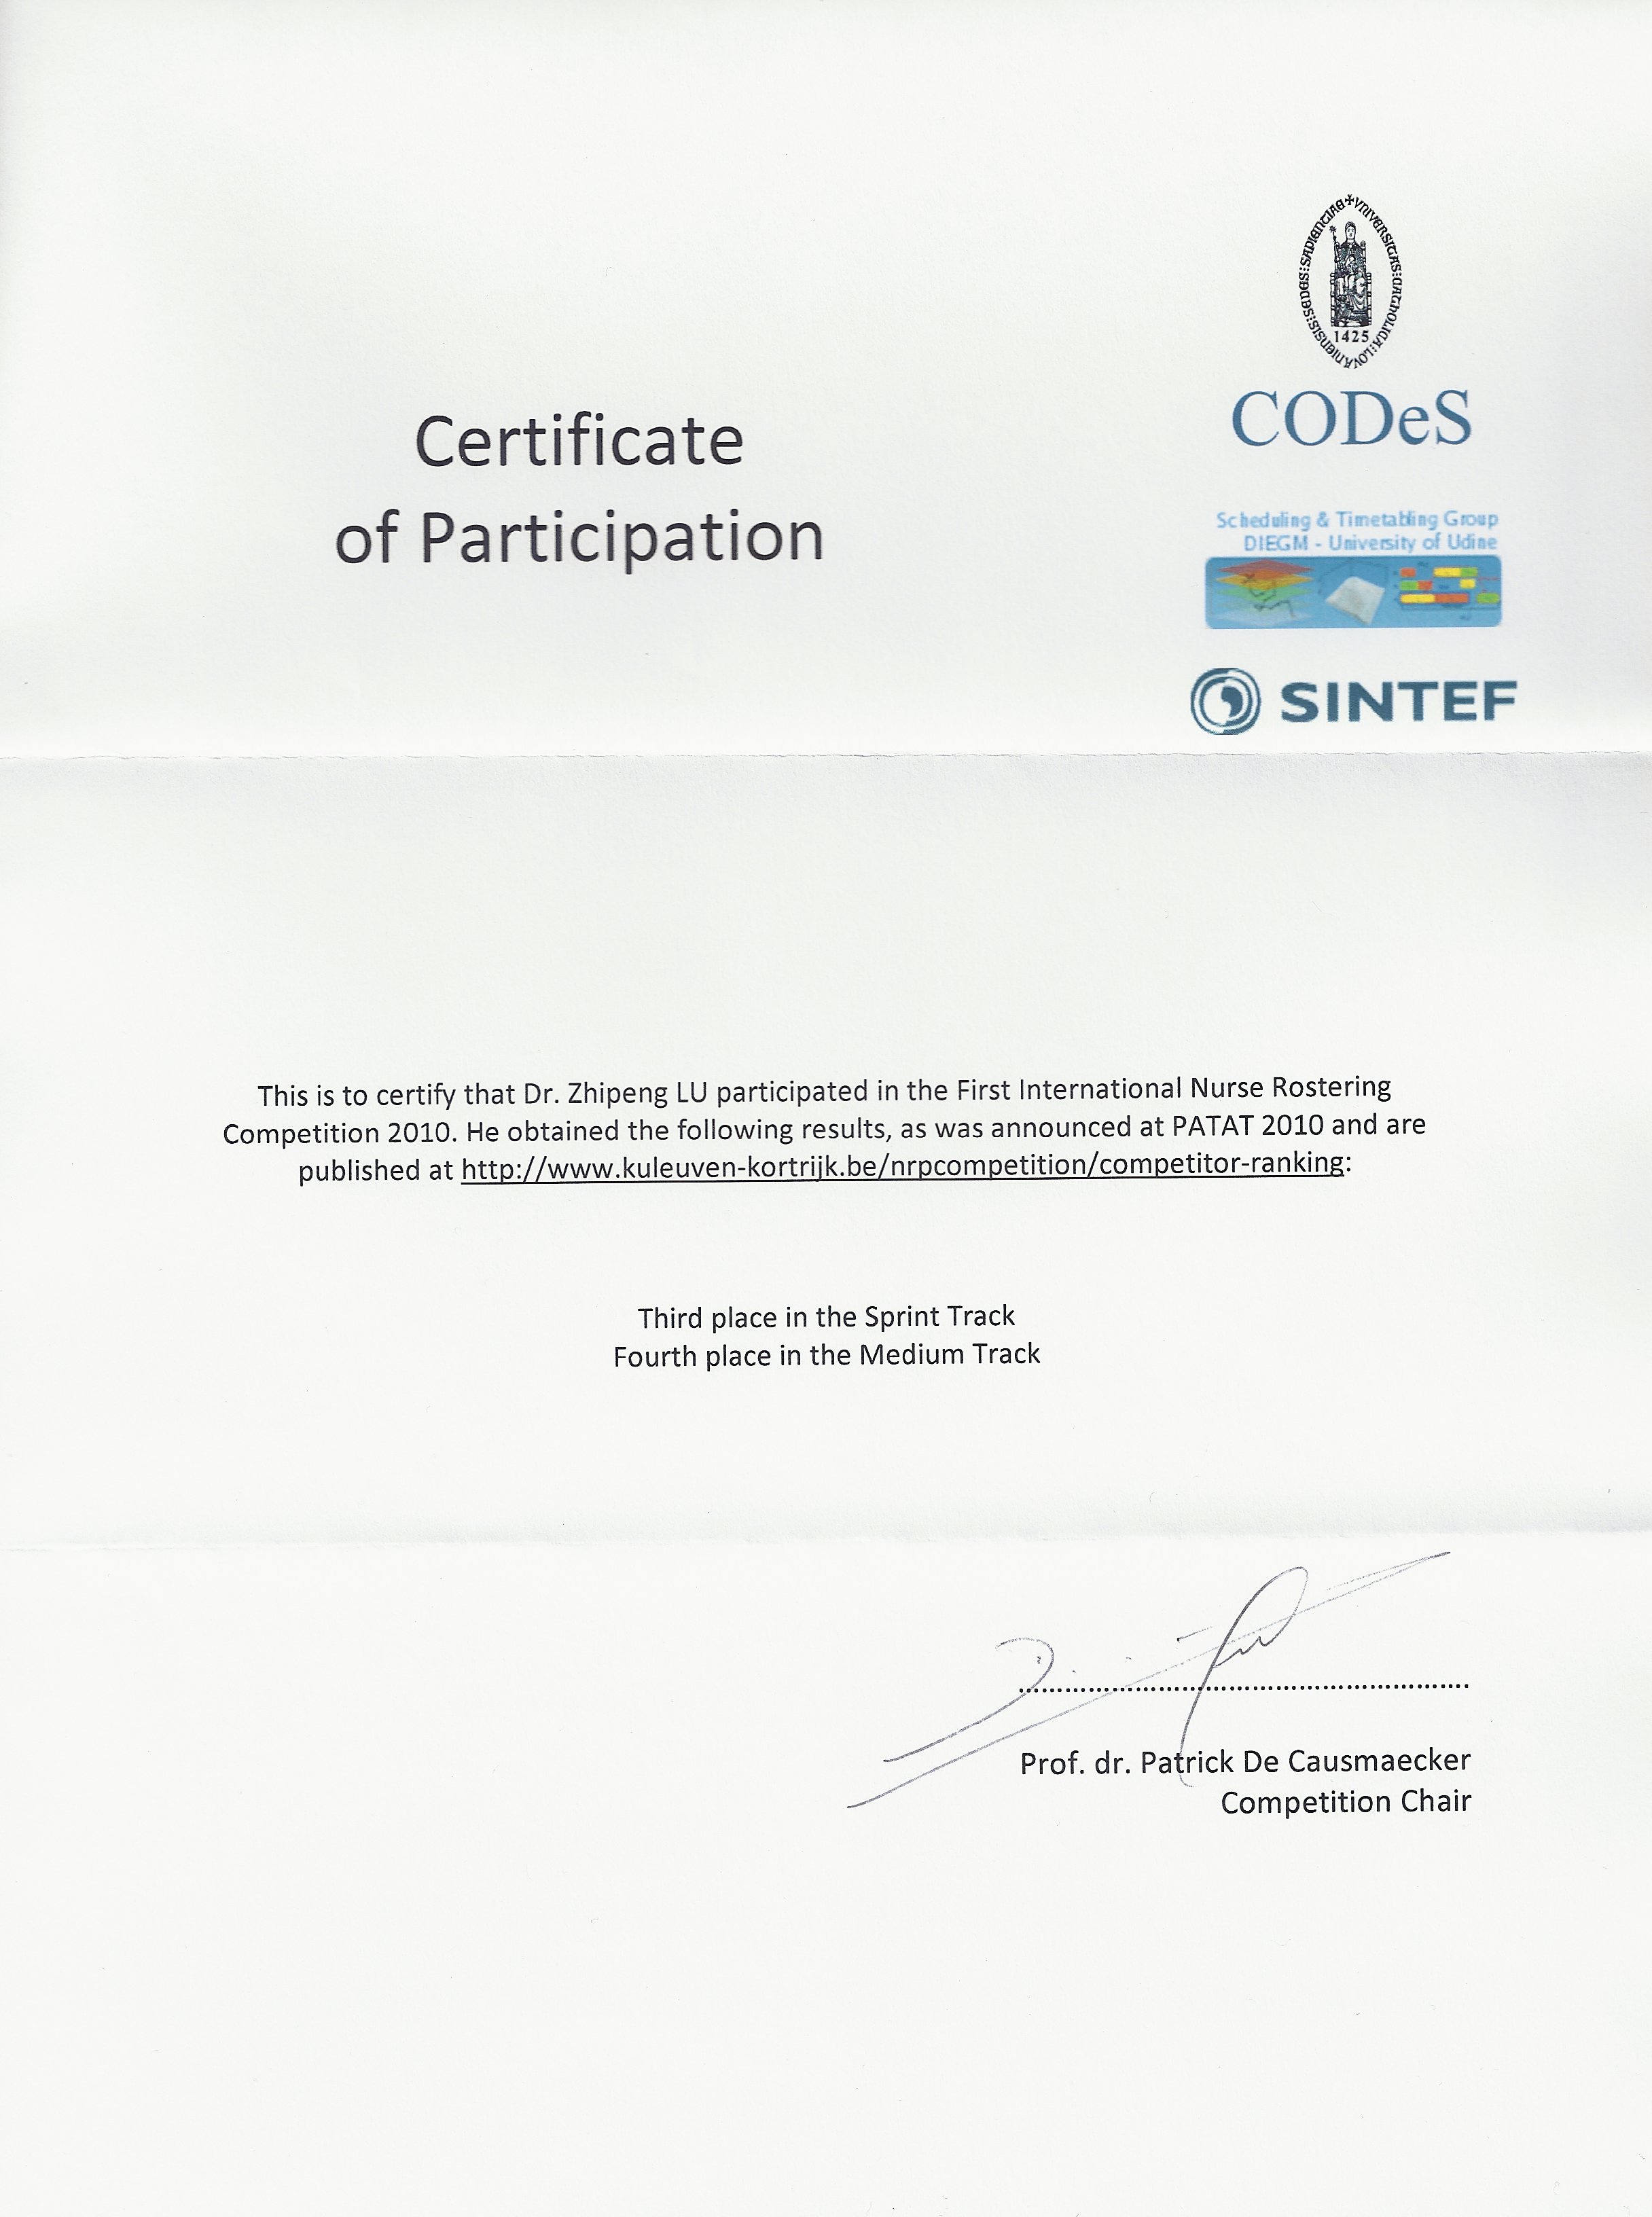 Certificate
of Participation
SEDES:SAPIENTIAE
VNIVERSITAS:CATHOLICA:LOVANIENSIS
1425
CODeS
Scheduling & Timetabling Group
DIEGM - University of Udine
SINTEF
This is to certify that Dr. Zhipeng LU participated in the First International Nurse Rostering
Competition 2010. He obtained the following results, as was announced at PATAT 2010 and are
published at http://www.kuleuven-kortrijk.be/nrpcompetition/competitor-ranking:
Third place in the Sprint Track
Fourth place in the Medium Track
Prof. dr. Patrick De Causmaecker
Competition Chair